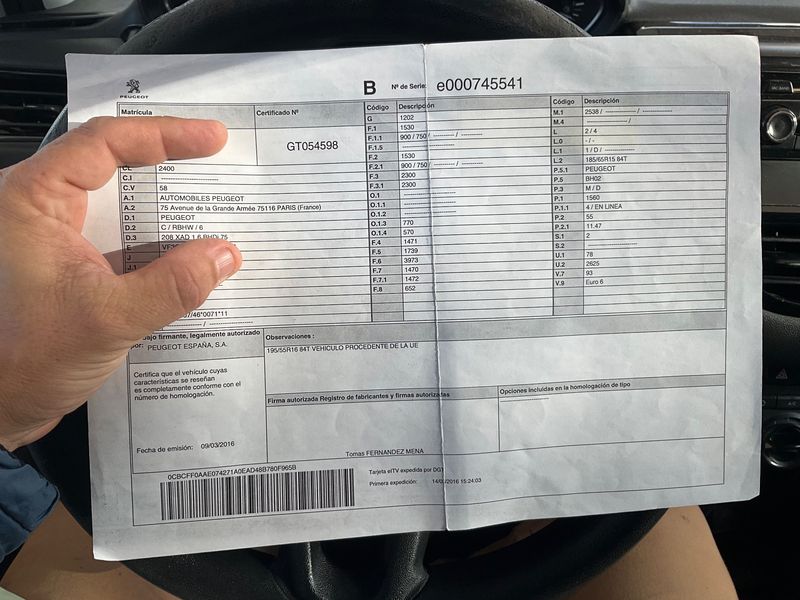 PEUGEOT
B Nº de Serie: e000745541
Matrícula
Certificado Nº
GT054598
CL 2400
C.I --------------------
C.V 58
A.1 AUTOMOBILES PEUGEOT
A.2 75 Avenue de la Grande Armée 75116 PARIS (France)
D.1 PEUGEOT
D.2 C / RBHW / 6
D.3 208 XAD 1.6 BHDi 75
E
J
J.1
Código Descripción
G 1202
F.1 1530
F.1.1 900 / 750 / ---------- / ----------
F.1.5 --------------------
F.2 1530
F.2.1 900 / 750 / ---------- / ----------
F.3 2300
F.3.1 2300
O.1 --------------------
O.1.1 --------------------
O.1.2 --------------------
O.1.3 770
O.1.4 570
F.4 1471
F.5 1739
F.6 3973
F.7 1470
F.7.1 1472
F.8 652
Código Descripción
M.1 2538 / ---------- / ----------
M.4 --------------------/
L 2 / 4
L.0 - / -
L.1 1 / D / ----------
L.2 185/65R15 84T
P.5.1 PEUGEOT
P.5 BH02
P.3 M / D
P.1 1560
P.1.1 4 / EN LINEA
P.2 55
P.2.1 11.47
S.1 2
S.2 --------------------
U.1 78
U.2 2625
V.7 93
V.9 Euro 6
/46*0071*11
---------- / ----------
bajo firmante, legalmente autorizado
por: PEUGEOT ESPAÑA, S.A.
Certifica que el vehículo cuyas
características se reseñan
es completamente conforme con el
número de homologación.
Fecha de emisión: 09/03/2016
Observaciones :
195/55R16 84T VEHICULO PROCEDENTE DE LA UE
Firma autorizada Registro de fabricantes y firmas autorizadas
Tomas FERNANDEZ MENA
Opciones incluidas en la homologación de tipo
----------
0CBCFF0AAE074271A0EAD48B780F965B
Tarjeta eITV expedida por DGT
Primera expedición: 2016 15:24:03